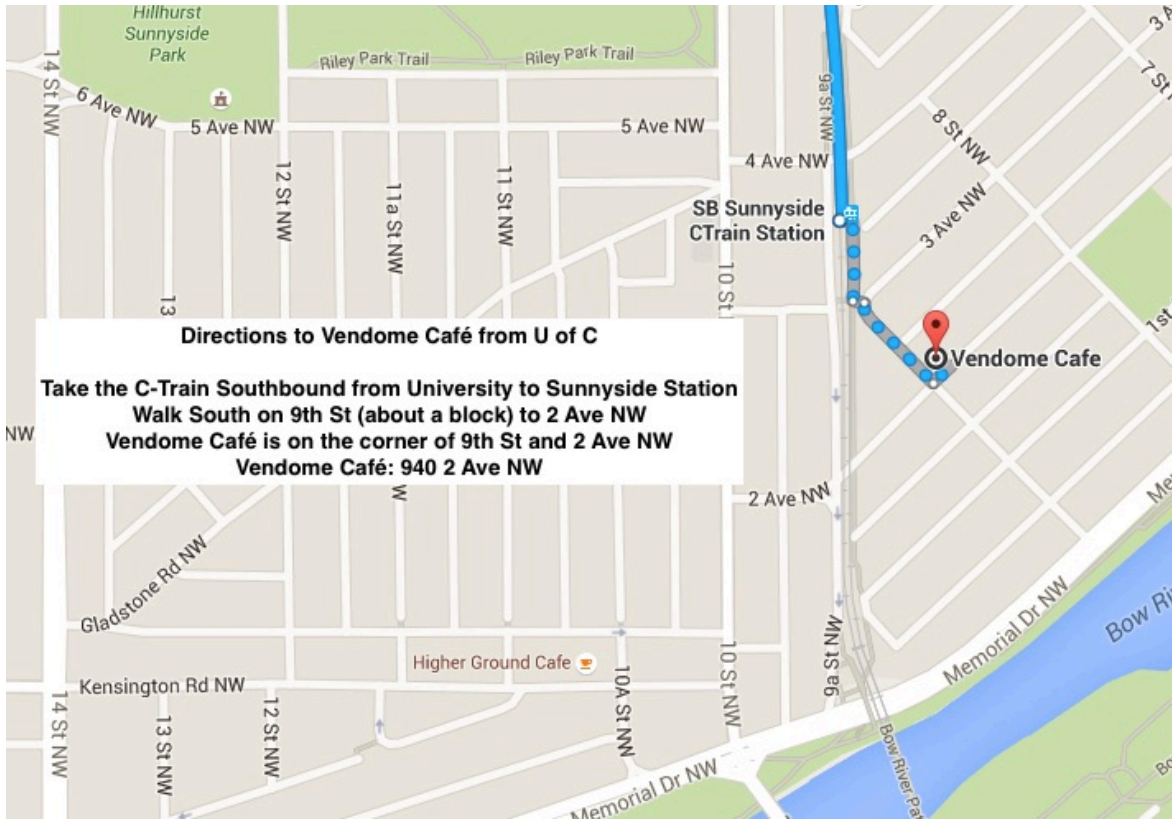 Hillhurst
Sunnyside
Park
Riley Park Trail
Riley Park Trail
3 A
7 St N
14 St NW
6 Ave NW
5 Ave NW
5 Ave NW
9a St NW
8 St NW
4 Ave NW
12 St NW
11a St NW
11 St NW
SB Sunnyside
CTrain Station
3 Ave NW
10 St
13
1st
Directions to Vendome Café from U of C
Take the C-Train Southbound from University to Sunnyside Station
Walk South on 9th St (about a block) to 2 Ave NW
Vendome Café is on the corner of 9th St and 2 Ave NW
Vendome Café: 940 2 Ave NW
Vendome Cafe
NW
W
2 Ave NW
Me
Gladstone Rd NW
Higher Ground Cafe
Kensington Rd NW
14 St NW
13 St NW
12 St NW
10A St NW
10 St NW
9a St NW
Memorial Dr NW
Memorial Dr NW
Bow Riv
Bow River Pat
Bo